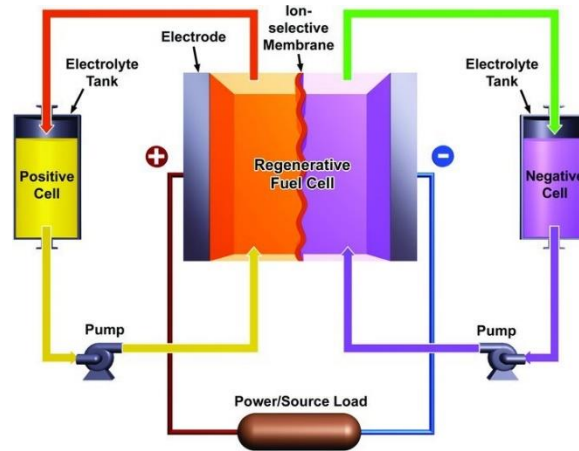 Ion-
selective
Membrane
Electrode
Electrolyte
Tank
Electrolyte
Tank
+
-
Positive
Cell
Regenerative
Fuel Cell
Negative
Cell
Pump
Pump
Power/Source Load